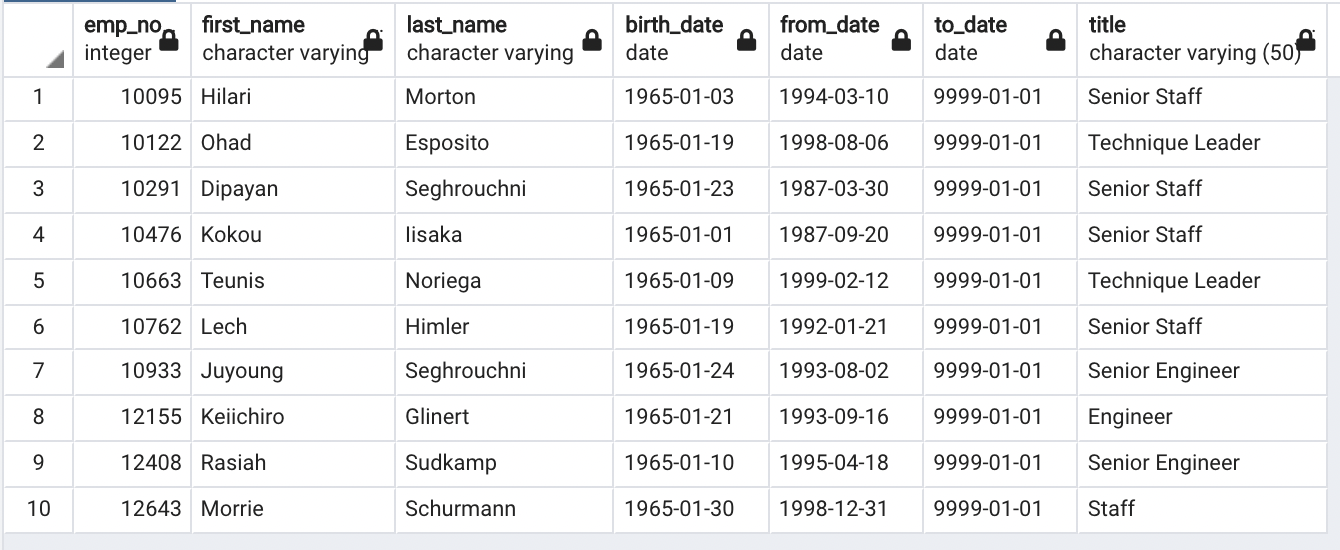 emp_no first_name last_name birth_date from_date to_date title
integer character varying character varying date date date character varying (50)
1 10095 Hilari Morton 1965-01-03 1994-03-10 9999-01-01 Senior Staff
2 10122 Ohad Esposito 1965-01-19 1998-08-06 9999-01-01 Technique Leader
3 10291 Dipayan Seghrouchni 1965-01-23 1987-03-30 9999-01-01 Senior Staff
4 10476 Kokou Iisaka 1965-01-01 1987-09-20 9999-01-01 Senior Staff
5 10663 Teunis Noriega 1965-01-09 1999-02-12 9999-01-01 Technique Leader
6 10762 Lech Himler 1965-01-19 1992-01-21 9999-01-01 Senior Staff
7 10933 Juyoung Seghrouchni 1965-01-24 1993-08-02 9999-01-01 Senior Engineer
8 12155 Keiichiro Glinert 1965-01-21 1993-09-16 9999-01-01 Engineer
9 12408 Rasiah Sudkamp 1965-01-10 1995-04-18 9999-01-01 Senior Engineer
10 12643 Morrie Schurmann 1965-01-30 1998-12-31 9999-01-01 Staff